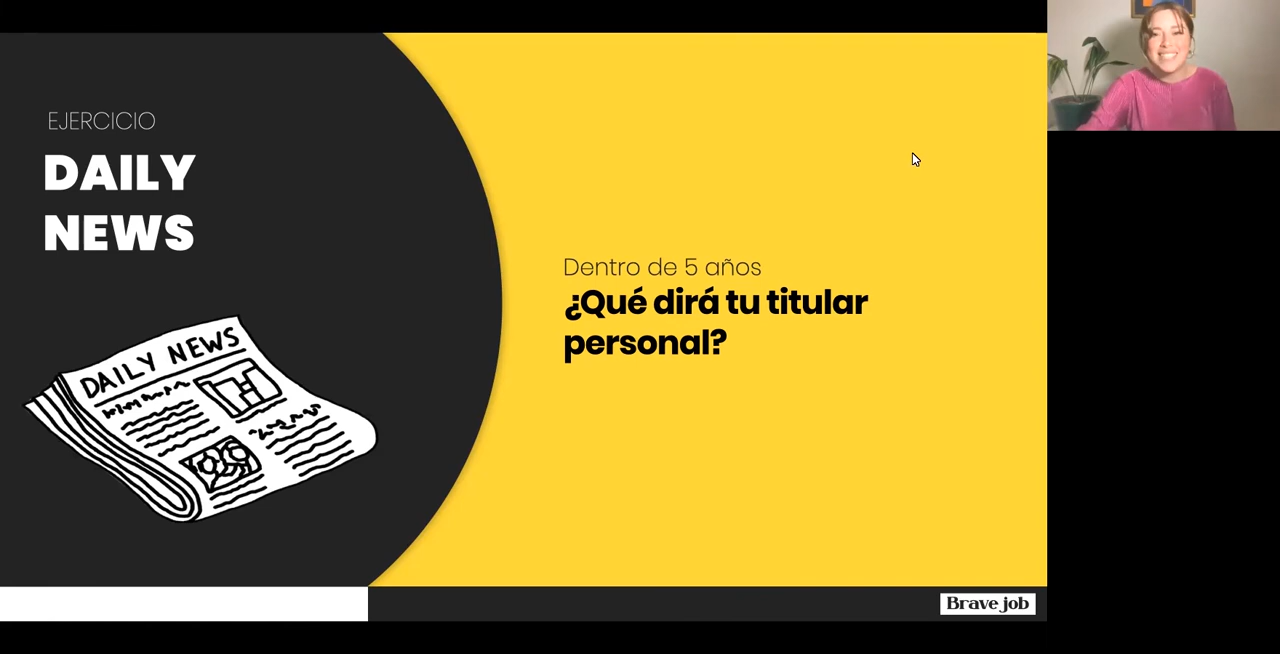 EJERCICIO
DAILY
NEWS
DAILY NEWS
Dentro de 5 años
¿Qué dirá tu titular
personal?
Brave job